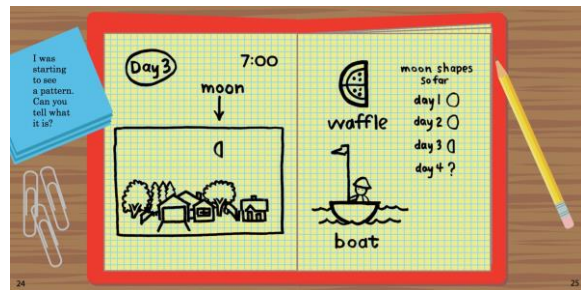 I was
starting
to see
a pattern.
Can you
tell what
it is?
Day 3
7:00
moon
waffle
boat
moon shapes
so far
day 1
day 2
day 3
day 4 ?
24
25